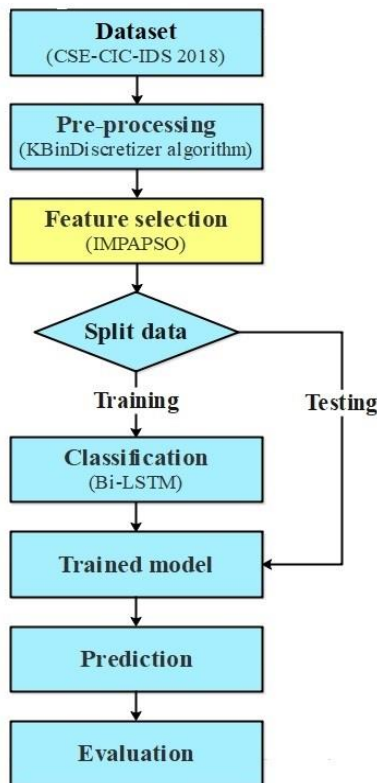 Dataset
(CSE-CIC-IDS 2018)
Pre-processing
(KBinDiscretizer algorithm)
Feature selection
(IMPAPSO)
Split data
Training
Testing
Classification
(Bi-LSTM)
Trained model
Prediction
Evaluation